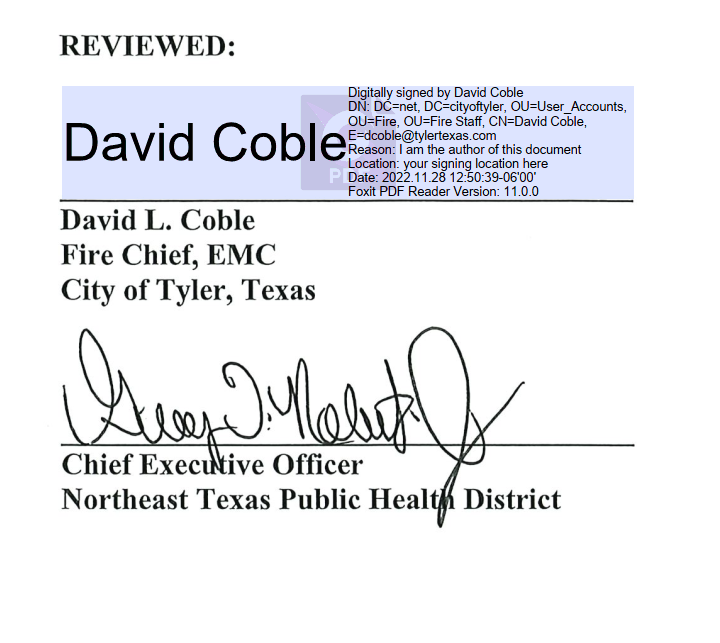 REVIEWED:
David Coble
Digitally signed by David Coble
DN: DC=net, DC=cityoftyler, OU=User_Accounts,
OU=Fire, OU=Fire Staff, CN=David Coble,
E=dcoble@tylertexas.com
Reason: I am the author of this document
Location: your signing location here
Date: 2022.11.28 12:50:39-06'00'
Foxit PDF Reader Version: 11.0.0
David L. Coble
Fire Chief, EMC
City of Tyler, Texas
Chief Executive Officer
Northeast Texas Public Health District